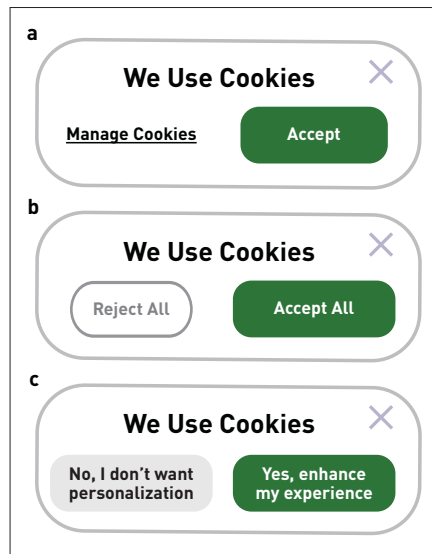 a
We Use Cookies
Manage Cookies
Accept
b
We Use Cookies
Reject All
Accept All
c
We Use Cookies
No, I don't want
personalization
Yes, enhance
my experience